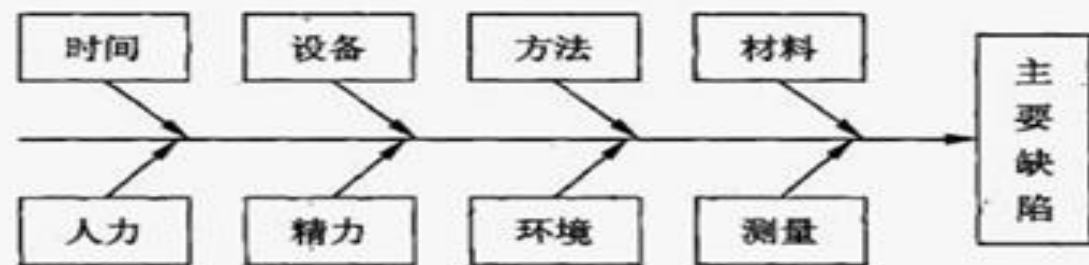 时间 设备 方法 材料
主要缺陷
人力 精力 环境 测量